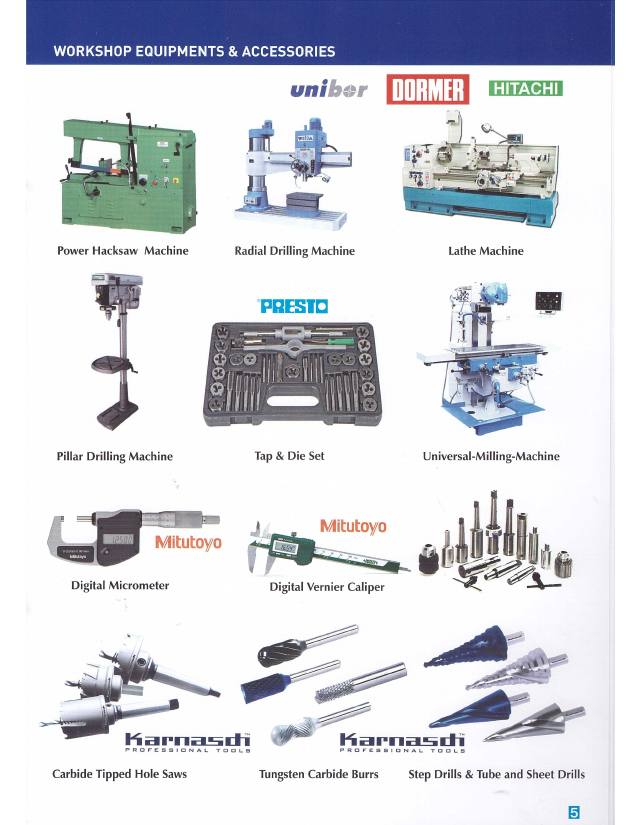 WORKSHOP EQUIPMENTS & ACCESSORIES
unibor DORMER HITACHI
Power Hacksaw Machine Radial Drilling Machine Lathe Machine
PRESTO
Pillar Drilling Machine Tap & Die Set Universal-Milling-Machine
Mitutoyo
Mitutoyo
Mitutoyo
Digital Micrometer Digital Vernier Caliper
Karnasch Karnasch
PROFESSIONAL TOOLS PROFESSIONAL TOOLS
Carbide Tipped Hole Saws Tungsten Carbide Burrs Step Drills & Tube and Sheet Drills
5